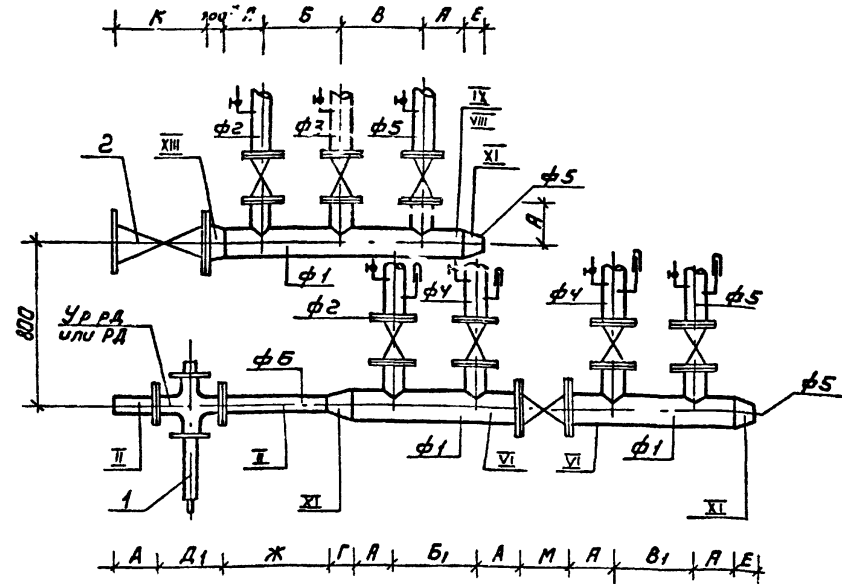 К Л Б В А Е
ф2 ф3 ф5 IX
VIII
2 XIII XI ф5
А
ф1
ф2 ф4 ф4 ф5
800
УР РД
или РД
ф6 ф5
II II ф1 VI VI ф1
1 XI XI
А Д1 Ж Г А Б1 А М А В1 А Е